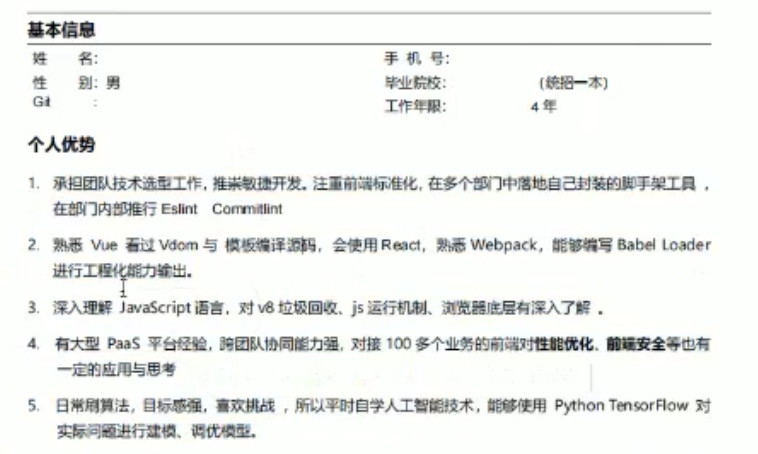 基本信息
姓 名： 手 机 号：
性 别：男 毕业院校： (统招一本)
Git ： 工作年限： 4 年
个人优势
1. 承担团队技术选型工作，推崇敏捷开发。注重前端标准化，在多个部门中落地自己封装的脚手架工具 ，
在部门内部推行 Eslint Commitlint
2. 熟悉 Vue 看过 Vdom 与 模板编译源码，会使用 React，熟悉 Webpack，能够编写 Babel Loader
进行工程化能力输出。
3. 深入理解 JavaScript 语言，对 v8 垃圾回收、js 运行机制、浏览器底层有深入了解 。
4. 有大型 PaaS 平台经验，跨团队协同能力强，对接 100 多个业务的前端对性能优化、前端安全等也有
一定的应用与思考
5. 日常刷算法，目标感强，喜欢挑战 ，所以平时自学人工智能技术，能够使用 Python TensorFlow 对
实际问题进行建模、调优模型。